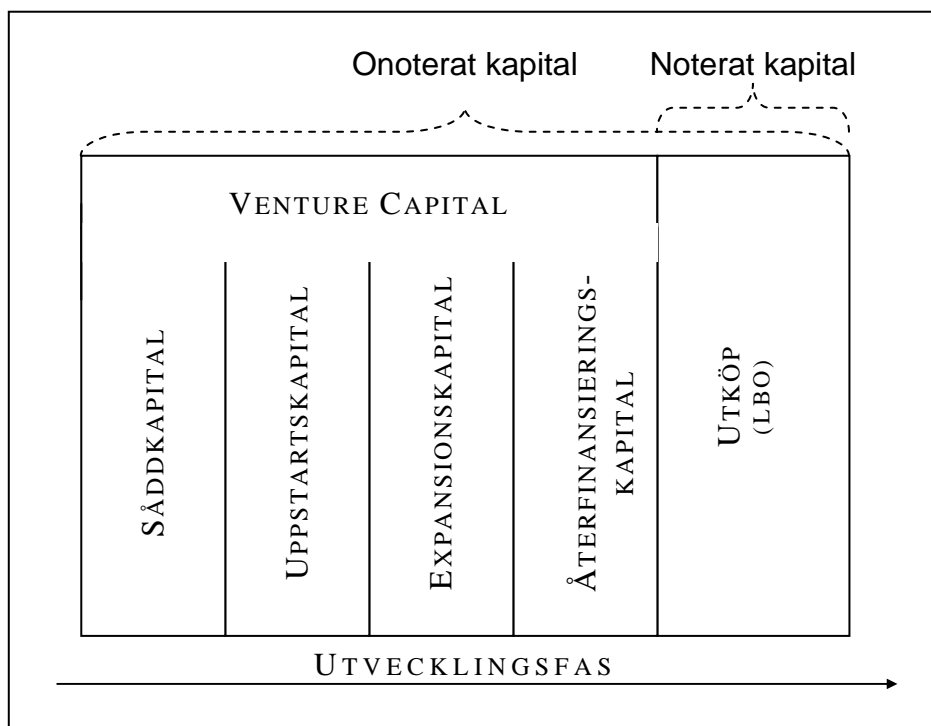 Onoterat kapital
Noterat kapital
VENTURE CAPITAL
SÅDDKAPITAL
UPPSTARTSKAPITAL
EXPANSIONSKAPITAL
ÅTERFINANSIERINGS-
KAPITAL
UTKÖP
(LBO)
UTVECKLINGSFAS